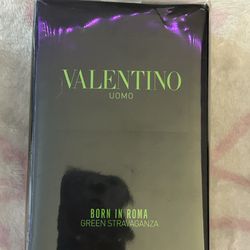 VALENTINO
UOMO
BORN IN ROMA
GREEN STRAVAGANZA